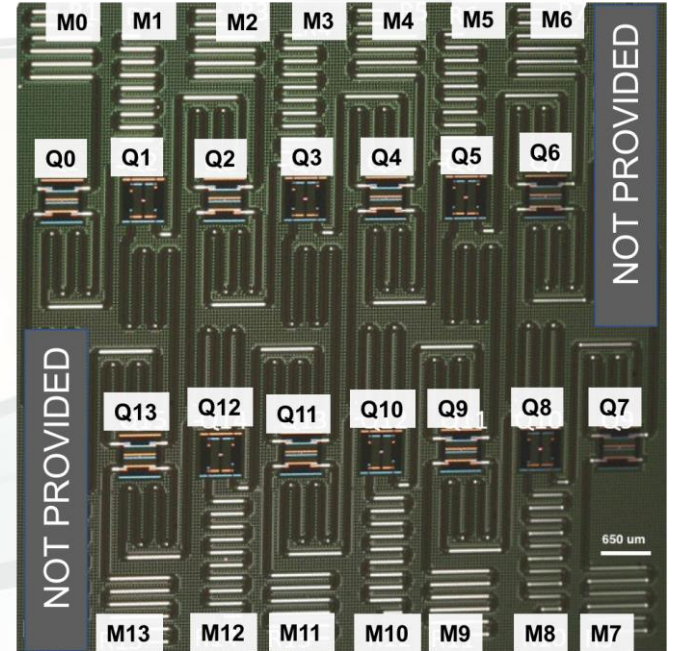 M0 M1 M2 M3 M4 M5 M6
NOT PROVIDED
Q0 Q1 Q2 Q3 Q4 Q5 Q6
NOT PROVIDED
Q13 Q12 Q11 Q10 Q9 Q8 Q7
650 um
M13 M12 M11 M10 M9 M8 M7